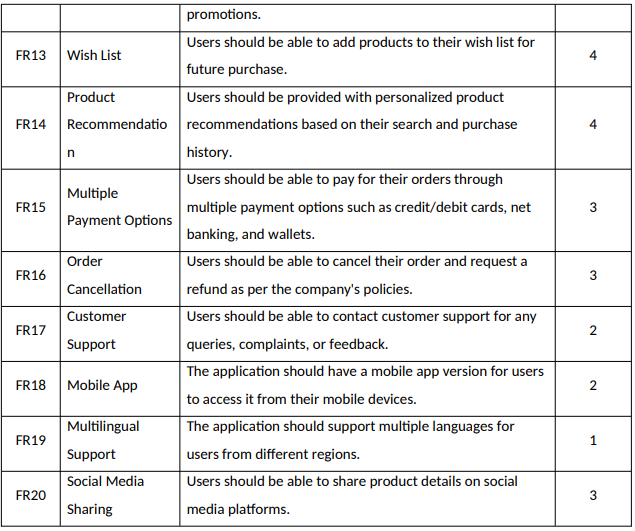 promotions.
FR13 Wish List Users should be able to add products to their wish list for 4
future purchase.
Product Users should be provided with personalized product
FR14 Recommendatio recommendations based on their search and purchase 4
n history.
Users should be able to pay for their orders through
FR15 Multiple Payment Options multiple payment options such as credit/debit cards, net 3
banking, and wallets.
FR16 Order Users should be able to cancel their order and request a 3
Cancellation refund as per the company's policies.
FR17 Customer Users should be able to contact customer support for any 2
Support queries, complaints, or feedback.
FR18 Mobile App The application should have a mobile app version for users 2
to access it from their mobile devices.
FR19 Multilingual The application should support multiple languages for 1
Support users from different regions.
FR20 Social Media Users should be able to share product details on social 3
Sharing media platforms.